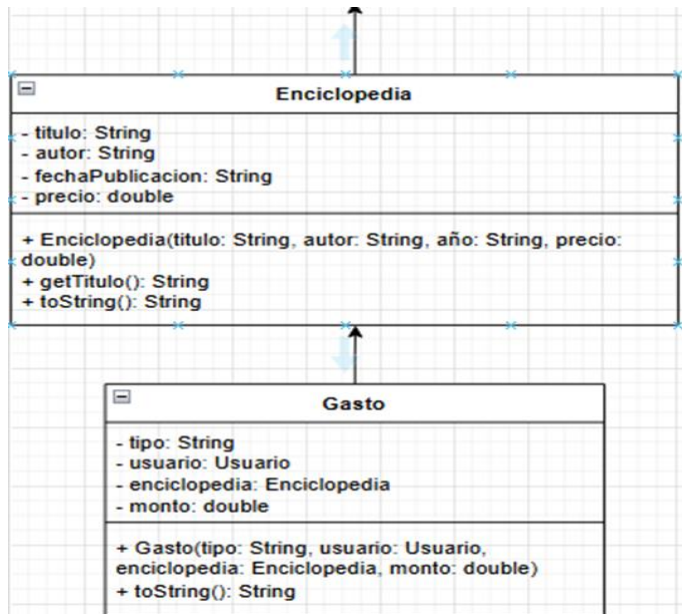 Enciclopedia
- titulo: String
- autor: String
- fechaPublicacion: String
- precio: double
+ Enciclopedia(titulo: String, autor: String, año: String, precio:
double)
+ getTitulo(): String
+ toString(): String
Gasto
- tipo: String
- usuario: Usuario
- enciclopedia: Enciclopedia
- monto: double
+ Gasto(tipo: String, usuario: Usuario,
enciclopedia: Enciclopedia, monto: double)
+ toString(): String